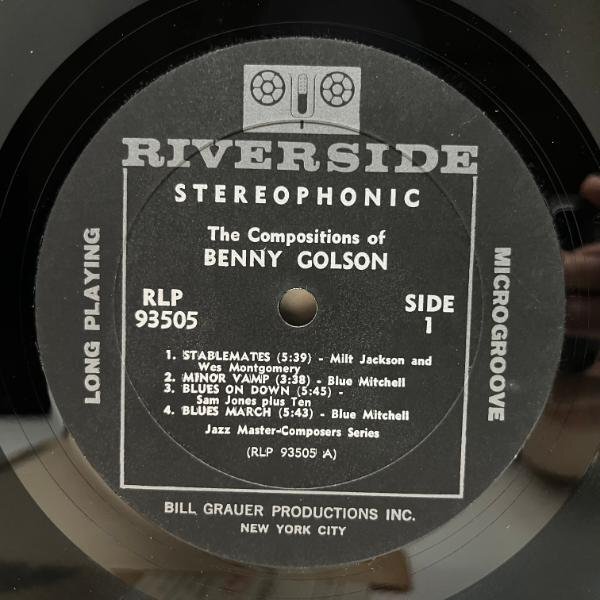 RIVERSIDE
STEREOPHONIC
The Compositions of
BENNY GOLSON
RLP
93505
SIDE
1
LONG PLAYING
MICROGROOVE
1. STABLEMATES (5:39) - Milt Jackson and
Wes Montgomery
2. MINOR VAMP (3:38) - Blue Mitchell
3. BLUES ON DOWN (5:45) -
Sam Jones plus Ten
4. BLUES MARCH (5:43) - Blue Mitchell
Jazz Master-Composers Series
(RLP 93505 A)
BILL GRAUER PRODUCTIONS INC.
NEW YORK CITY